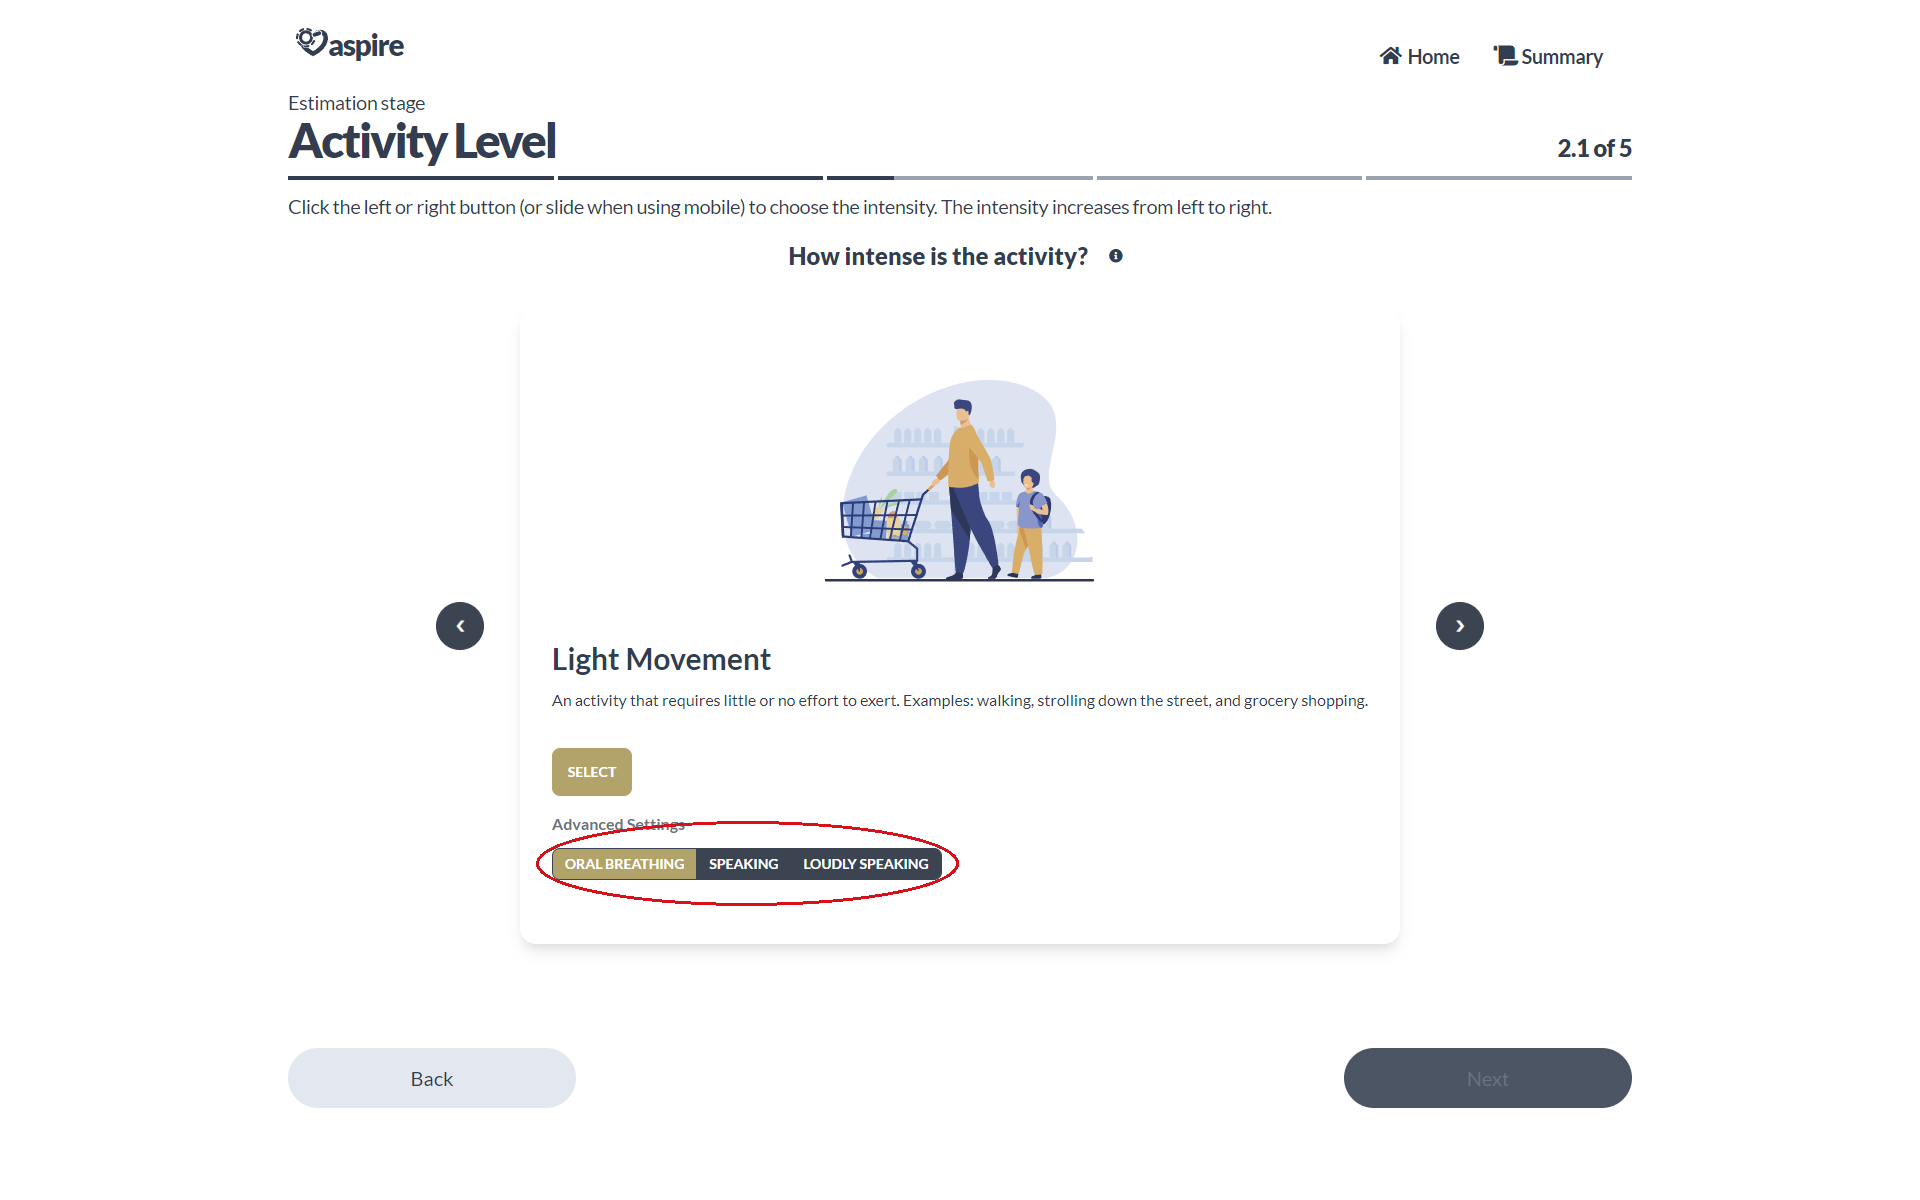 aspire
Home Summary
Estimation stage
Activity Level
2.1 of 5
Click the left or right button (or slide when using mobile) to choose the intensity. The intensity increases from left to right.
How intense is the activity?
Light Movement
An activity that requires little or no effort to exert. Examples: walking, strolling down the street, and grocery shopping.
SELECT
Advanced Settings
ORAL BREATHING SPEAKING LOUDLY SPEAKING
Back Next